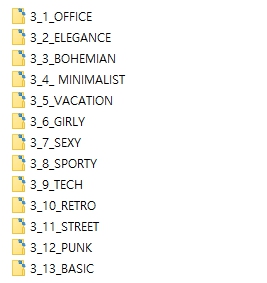 3_1_OFFICE
3_2_ELEGANCE
3_3_BOHEMIAN
3_4_ MINIMALIST
3_5_VACATION
3_6_GIRLY
3_7_SEXY
3_8_SPORTY
3_9_TECH
3_10_RETRO
3_11_STREET
3_12_PUNK
3_13_BASIC